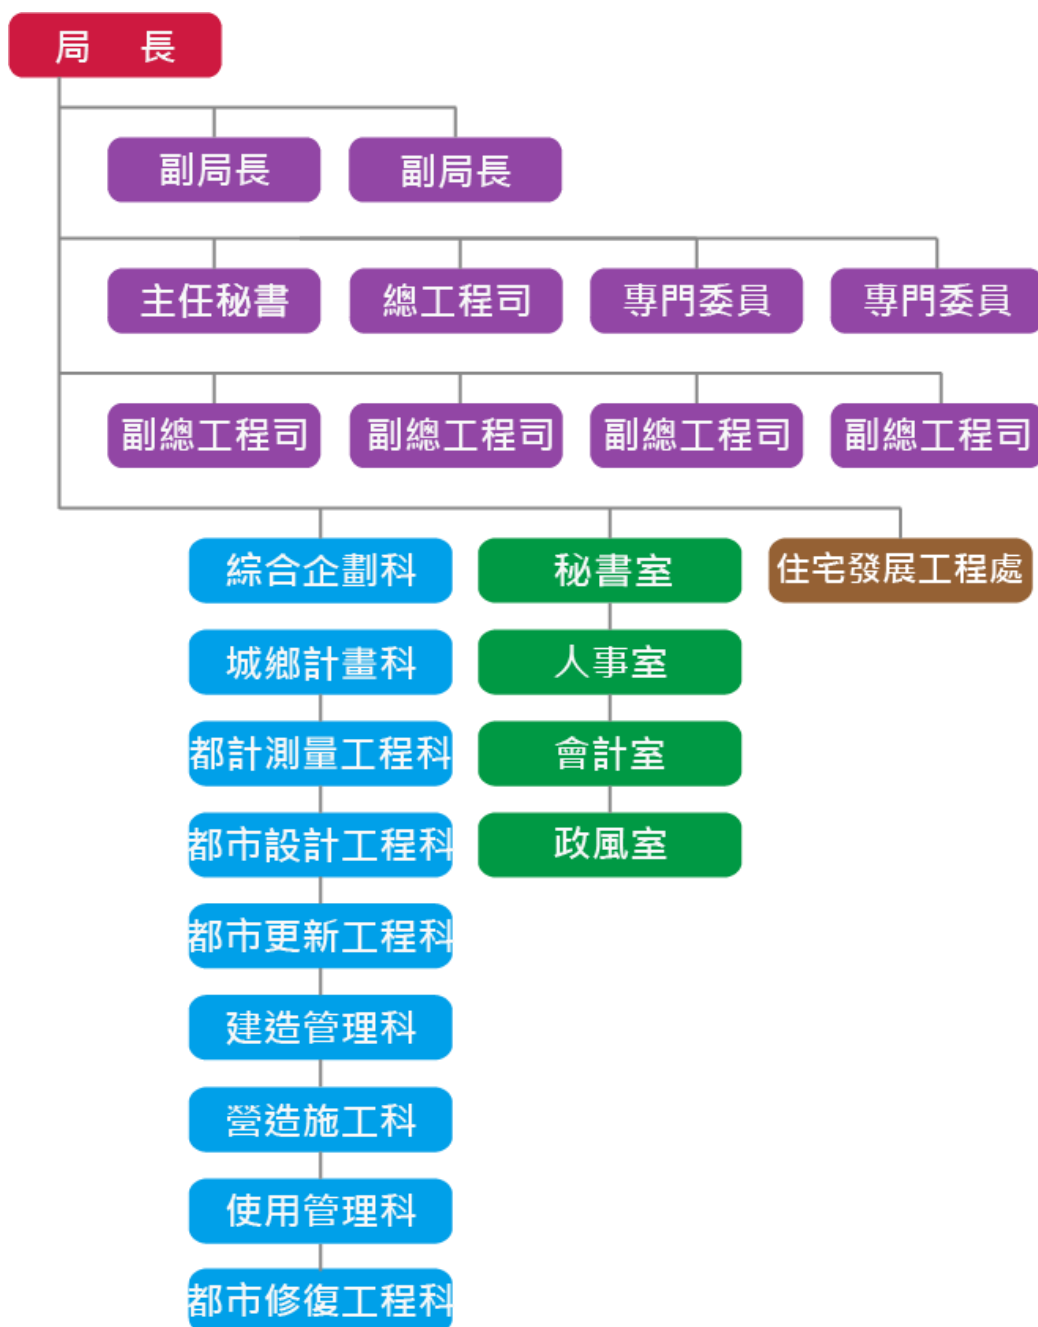 局 長
副局長 副局長
主任秘書 總工程司 專門委員 專門委員
副總工程司 副總工程司 副總工程司 副總工程司
綜合企劃科 秘書室 住宅發展工程處
城鄉計畫科 人事室
都計測量工程科 會計室
都市設計工程科 政風室
都市更新工程科
建造管理科
營造施工科
使用管理科
都市修復工程科